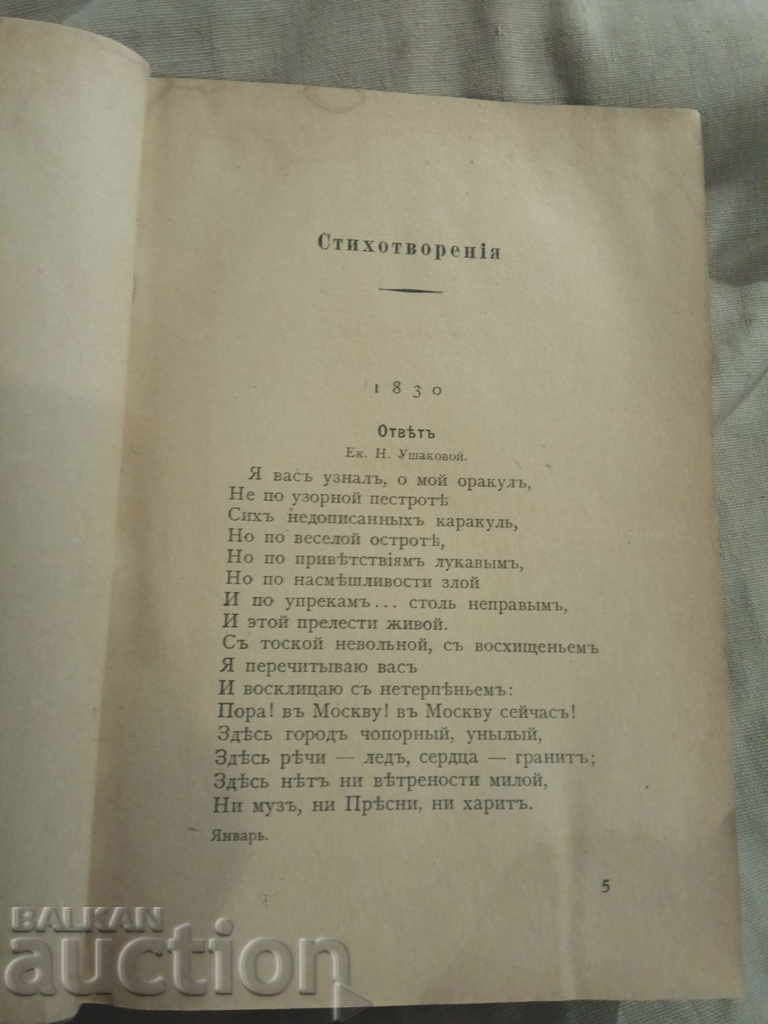 Стихотворенія
1830
Отвѣтъ
Ек. Н. Ушаковой.
Я васъ узналъ, о мой оракулъ,
Не по узорной пестротѣ
Сихъ недописанныхъ каракуль,
Но по веселой остротѣ,
Но по привѣтствіямъ лукавымъ,
Но по насмѣшливости злой
И по упрекамъ... столь неправымъ,
И этой прелести живой.
Съ тоской невольной, съ восхищеньемъ
Я перечитываю васъ
И восклицаю съ нетерпѣньемъ:
Пора! въ Москву! въ Москву сейчасъ!
Здѣсь городъ чопорный, унылый,
Здѣсь рѣчи — ледъ, сердца — гранитъ;
Здѣсь нѣтъ ни вѣтрености милой,
Ни музъ, ни Прѣсни, ни харитъ.
Январь.
5
BALKAN
auction